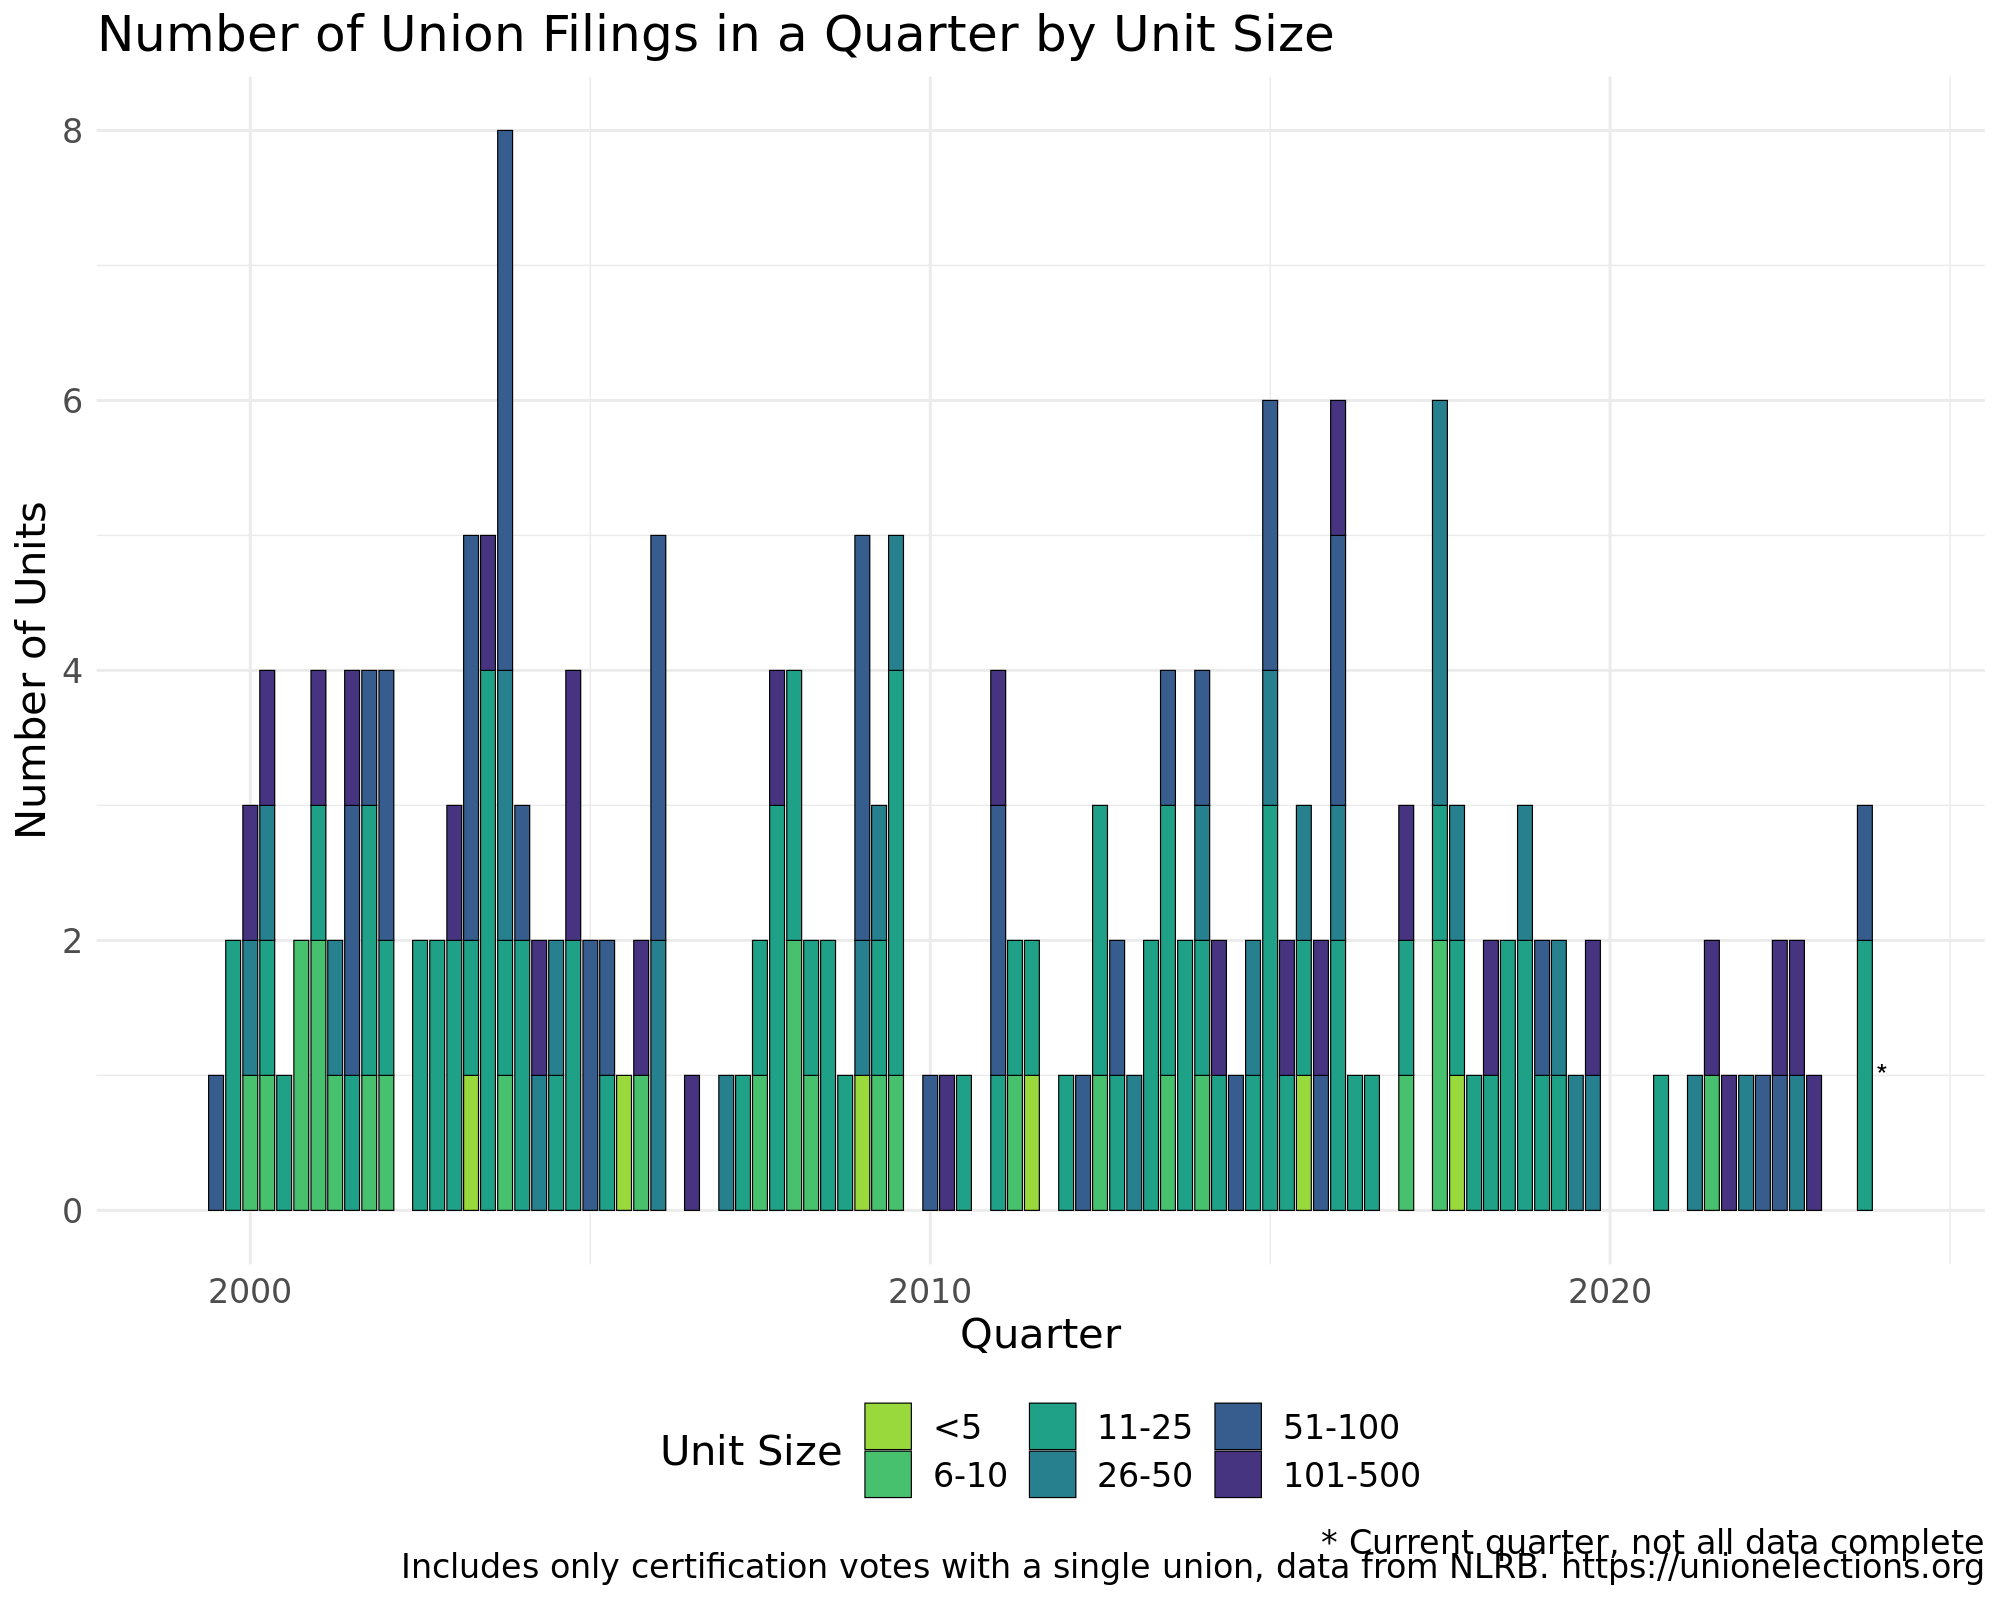 Number of Union Filings in a Quarter by Unit Size
Number of Units
8
6
4
2
0
*
2000 2010 2020
Quarter
Unit Size
<5 11-25 51-100
6-10 26-50 101-500
* Current quarter, not all data complete
Includes only certification votes with a single union, data from NLRB. https://unionelections.org